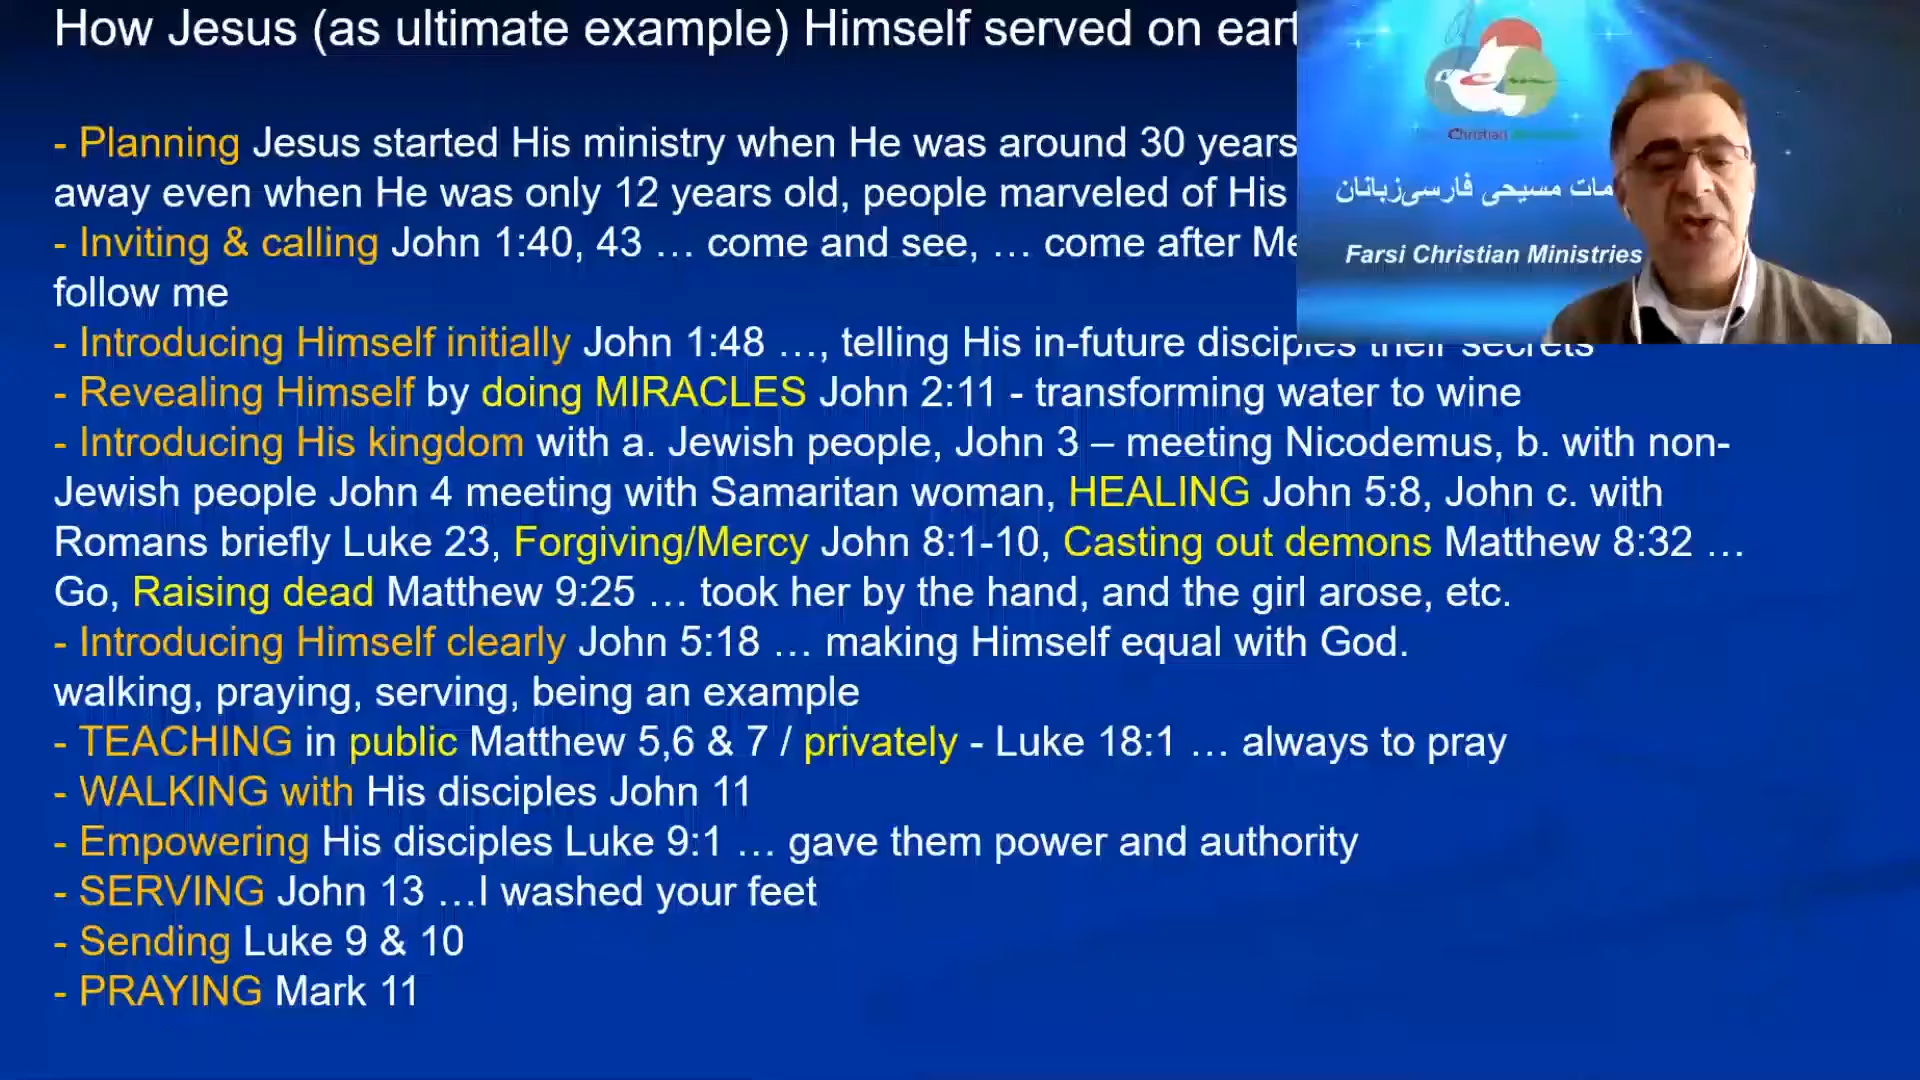 How Jesus (as ultimate example) Himself served on eart
- Planning Jesus started His ministry when He was around 30 years
away even when He was only 12 years old, people marveled of His
- Inviting & calling John 1:40, 43 … come and see, … come after Me
follow me
- Introducing Himself initially John 1:48 …, telling His in-future disciples their secrets
- Revealing Himself by doing MIRACLES John 2:11 - transforming water to wine
- Introducing His kingdom with a. Jewish people, John 3 – meeting Nicodemus, b. with non-
Jewish people John 4 meeting with Samaritan woman, HEALING John 5:8, John c. with
Romans briefly Luke 23, Forgiving/Mercy John 8:1-10, Casting out demons Matthew 8:32 …
Go, Raising dead Matthew 9:25 … took her by the hand, and the girl arose, etc.
- Introducing Himself clearly John 5:18 … making Himself equal with God.
walking, praying, serving, being an example
- TEACHING in public Matthew 5,6 & 7 / privately - Luke 18:1 … always to pray
- WALKING with His disciples John 11
- Empowering His disciples Luke 9:1 … gave them power and authority
- SERVING John 13 …I washed your feet
- Sending Luke 9 & 10
- PRAYING Mark 11
Christian
مات مسیحی فارسی‌زبانان
Farsi Christian Ministries